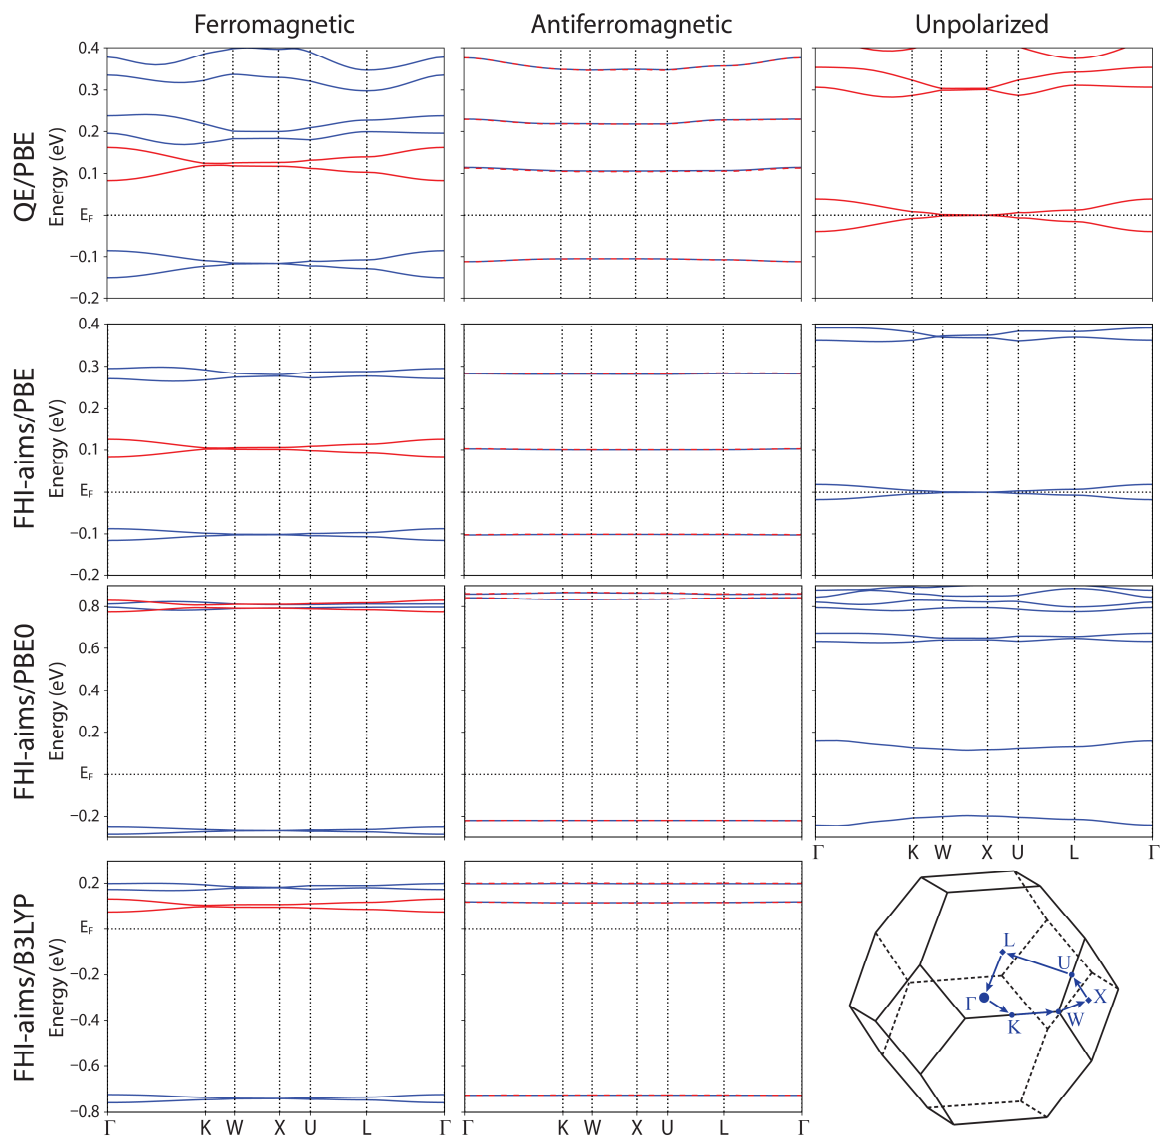 Ferromagnetic Antiferromagnetic Unpolarized
QE/PBE
Energy (eV)
0.4
0.3
0.2
0.1
EF
−0.1
−0.2
FHI-aims/PBE
Energy (eV)
0.4
0.3
0.2
0.1
EF
−0.1
−0.2
FHI-aims/PBE0
Energy (eV)
0.8
0.6
0.4
0.2
EF
−0.2
Γ K W X U L Γ
FHI-aims/B3LYP
Energy (eV)
0.2
EF
−0.2
−0.4
−0.6
−0.8
Γ K W X U L Γ
Γ K W X U L Γ
L
U
Γ
X
K
W